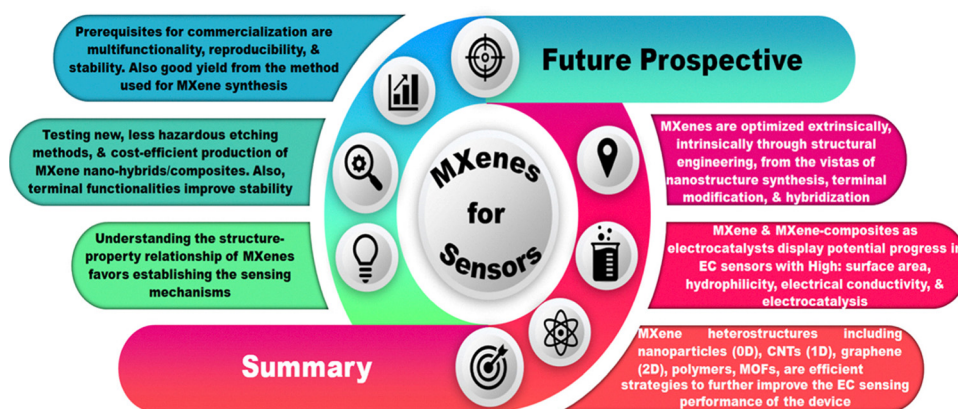 Prerequisites for commercialization are
multifunctionality, reproducibility, &
stability. Also good yield from the method
used for MXene synthesis
Testing new, less hazardous etching
methods, & cost-efficient production of
MXene nano-hybrids/composites. Also,
terminal functionalities improve stability
Understanding the structure-
property relationship of MXenes
favors establishing the sensing
mechanisms
Summary
MXenes
for
Sensors
Future Prospective
MXenes are optimized extrinsically,
intrinsically through structural
engineering, from the vistas of
nanostructure synthesis, terminal
modification, & hybridization
MXene & MXene-composites as
electrocatalysts display potential progress in
EC sensors with High: surface area,
hydrophilicity, electrical conductivity, &
electrocatalysis
MXene heterostructures including
nanoparticles (0D), CNTs (1D), graphene
(2D), polymers, MOFs, are efficient
strategies to further improve the EC sensing
performance of the device